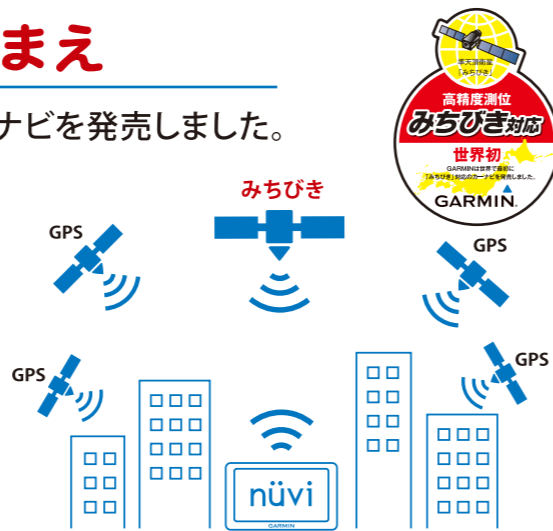 まえ
ナビを発売しました。
準天頂衛星
「みちびき」
高精度測位
みちびき対応
世界初
GARMINは世界で最初に
「みちびき」対応のカーナビを発売しました。
GARMIN
みちびき
GPS
GPS
GPS
GPS
nüvi
GARMIN